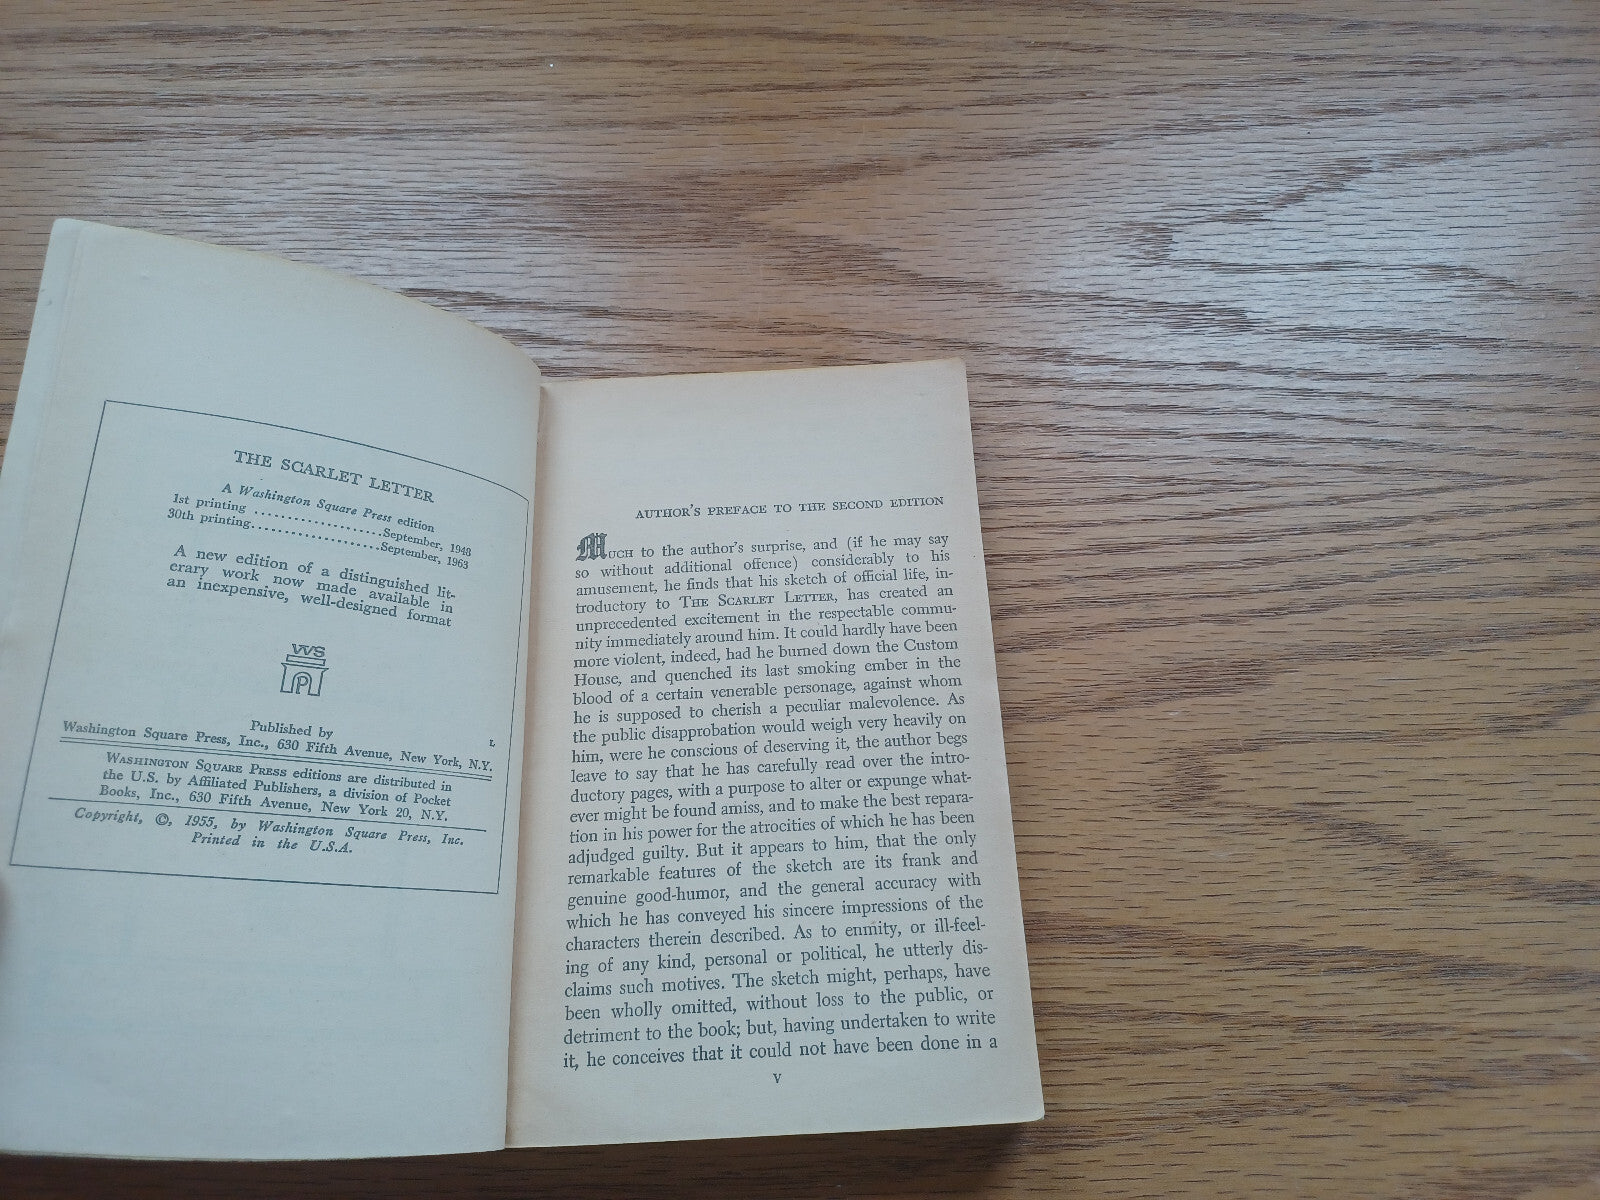 THE SCARLET LETTER
A Washington Square Press edition
1st printing ....................September, 1948
30th printing....................September, 1963
A new edition of a distinguished lit-
erary work now made available in
an inexpensive, well-designed format
WS
P
Published by
L
Washington Square Press, Inc., 630 Fifth Avenue, New York, N.Y.
WASHINGTON SQUARE PRESS editions are distributed in
the U.S. by Affiliated Publishers, a division of Pocket
Books, Inc., 630 Fifth Avenue, New York 20, N.Y.
Copyright, ©, 1955, by Washington Square Press, Inc.
Printed in the U.S.A.
AUTHOR'S PREFACE TO THE SECOND EDITION
MUCH to the author's surprise, and (if he may say
so without additional offence) considerably to his
amusement, he finds that his sketch of official life, in-
troductory to THE SCARLET LETTER, has created an
unprecedented excitement in the respectable commu-
nity immediately around him. It could hardly have been
more violent, indeed, had he burned down the Custom
House, and quenched its last smoking ember in the
blood of a certain venerable personage, against whom
he is supposed to cherish a peculiar malevolence. As
the public disapprobation would weigh very heavily on
him, were he conscious of deserving it, the author begs
leave to say that he has carefully read over the intro-
ductory pages, with a purpose to alter or expunge what-
ever might be found amiss, and to make the best repara-
tion in his power for the atrocities of which he has been
adjudged guilty. But it appears to him, that the only
remarkable features of the sketch are its frank and
genuine good-humor, and the general accuracy with
which he has conveyed his sincere impressions of the
characters therein described. As to enmity, or ill-feel-
ing of any kind, personal or political, he utterly dis-
claims such motives. The sketch might, perhaps, have
been wholly omitted, without loss to the public, or
detriment to the book; but, having undertaken to write
it, he conceives that it could not have been done in a
V